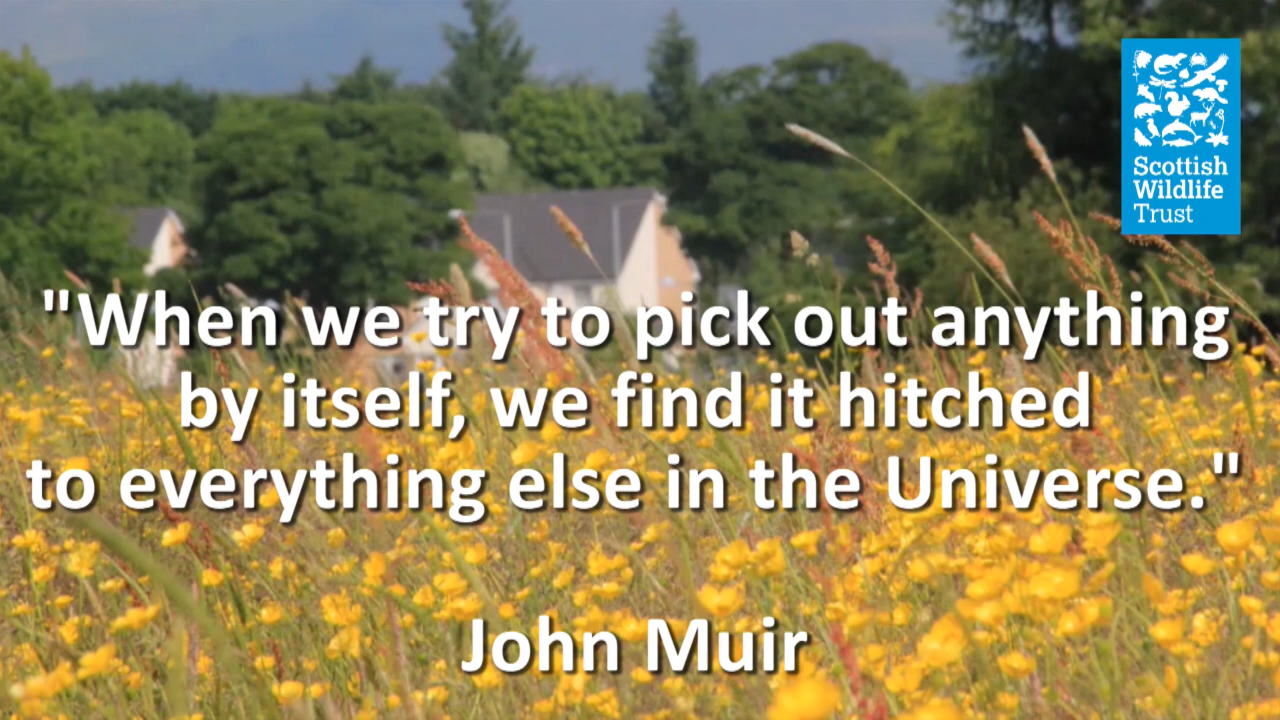 Scottish
Wildlife
Trust
"When we try to pick out anything
by itself, we find it hitched
to everything else in the Universe."
John Muir